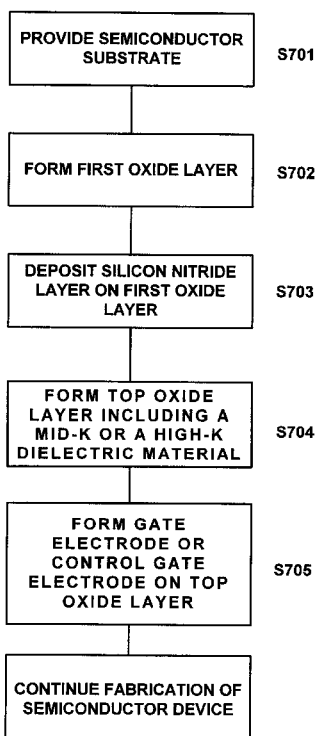 PROVIDE SEMICONDUCTOR
SUBSTRATE
S701
FORM FIRST OXIDE LAYER
S702
DEPOSIT SILICON NITRIDE
LAYER ON FIRST OXIDE
LAYER
S703
FORM TOP OXIDE
LAYER INCLUDING A
MID-K OR A HIGH-K
DIELECTRIC MATERIAL
S704
FORM GATE
ELECTRODE OR
CONTROL GATE
ELECTRODE ON TOP
OXIDE LAYER
S705
CONTINUE FABRICATION OF
SEMICONDUCTOR DEVICE